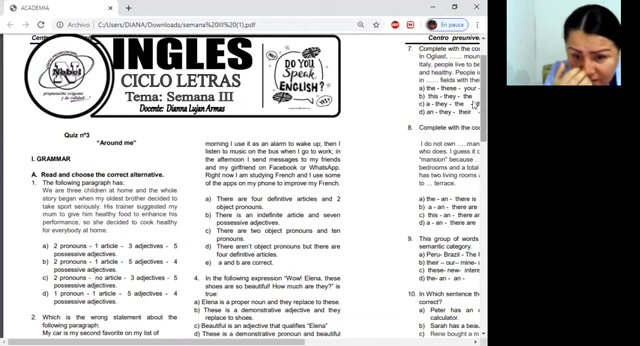 ACADEMIA
Archivo
C:/Users/DIANA/Downloads/semana%20III%20(1).pdf
En pausa
Centro
Nobel
preparación exigente
y de calidad...
INGLES
CICLO LETRAS
Tema: Semana III
Docente: Dianna Lujan Armas
DO YOU
Speak
ENGLISH?
Quiz nº3
"Around me"
I. GRAMMAR
A. Read and choose the correct alternative.
1. The following paragraph has:
We are three children at home and the whole
story began when my oldest brother decided to
take sport seriously. His trainer suggested my
mum to give him healthy food to enhance his
performance, so she decided to cook healthy
for everybody at home.
a) 2 pronouns - 1 article - 3 adjectives - 5
possessive adjectives.
b) 2 pronouns - 1 article - 5 adjectives - 4
possessive adjectives.
c) 2 pronouns - no article - 3 adjectives - 5
possessive adjectives.
d) 1 pronoun - 1 article - 5 adjectives - 4
possessive adjectives.
2. Which is the wrong statement about the
following paragraph:
My car is my second favorite on my list of
morning I use it as an alarm to wake up; then I
listen to music on the bus when I go to work; in
the afternoon I send messages to my friends
and my girlfriend on Facebook or WhatsApp.
Right now I am studying French and I use some
of the apps on my phone to improve my French.
a) There are four definitive articles and 2
object pronouns.
b) There is an indefinite article and seven
possessive adjectives.
c) There are two object pronouns and ten
pronouns.
d) There aren't object pronouns but there are
four definitive articles.
e) a and b are correct.
4. In the following expression "Wow! Elena, these
shoes are so beautiful! How much are they?" is
true:
a) Elena is a proper noun and they replace to these.
b) These is a demonstrative adjective and they
replace to shoes.
c) Beautiful is an adjective that qualifies "Elena"
d) These is a demonstrative pronoun and beautiful
Centro preunive
7. Complete with the co
In Ogliast, ...... moun
Italy, people live to be
and healthy. People i
in ...... fields with the
a) the - these - your -
b) this - they - the
c) a - they - the
d) an - they - their
8. Complete with the co
I do not own .....man
who does. I guess it
"mansion" because ..
bedrooms and a total
has two living rooms
to ... terrace.
a) the - an - there is
b) a - an - there are
c) this - an - there are
d) a - an - there are
9. This group of words
semantic category.
a) Peru- Brazil - The
b) their - our- mine-
c) these- new- inter
d) the- an - an -
10. In Which sentence th
correct?
a) Peter has an
calculator.
b) Sarah has a bea
c) Rene bought a m